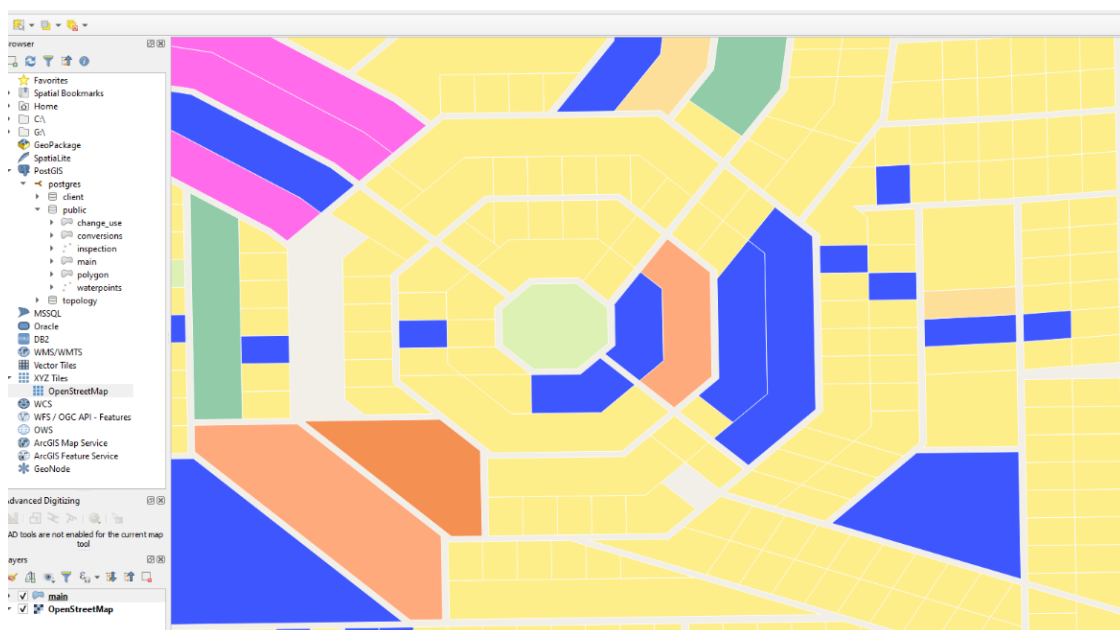 Browser
Favorites
Spatial Bookmarks
Home
C:\
G:\
GeoPackage
SpatiaLite
PostGIS
postgres
client
public
change_use
conversions
inspection
main
polygon
waterpoints
topology
MSSQL
Oracle
DB2
WMS/WMTS
Vector Tiles
XYZ Tiles
OpenStreetMap
WCS
WFS / OGC API - Features
OWS
ArcGIS Map Service
ArcGIS Feature Service
GeoNode
Advanced Digitizing
AD tools are not enabled for the current map
tool
ayers
main
OpenStreetMap